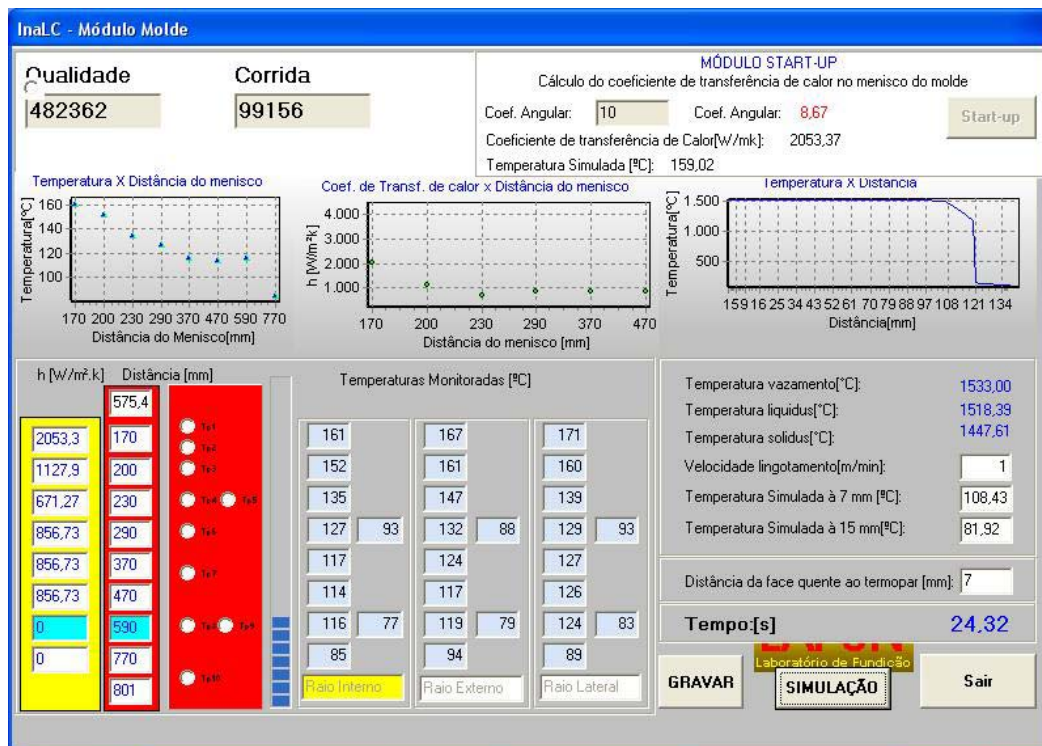 InaLC - Módulo Molde
Qualidade
Corrida
482362
99156
MÓDULO START-UP
Cálculo do coeficiente de transferência de calor no menisco do molde
Coef. Angular: 10 Coef. Angular: 8,67
Start-up
Coeficiente de transferência de Calor[W/mk]: 2053,37
Temperatura Simulada [ºC]: 159,02
Temperatura X Distância do menisco
Temperatura[ºC]
160
140
120
100
170 200 230 290 370 470 590 770
Distância do Menisco[mm]
Coef. de Transf. de calor x Distância do menisco
h [W/m²k]
4.000
3.000
2.000
1.000
170 200 230 290 370 470
Distância do menisco [mm]
Temperatura X Distância
Temperatura[ºC]
1.500
1.000
500
159 16 25 34 43 52 61 70 79 88 97 108 121 134
Distância[mm]
h [W/m².k] Distância [mm]
575,4
2053,3 170
1127,9 200
671,27 230
856,73 290
856,73 370
856,73 470
0 590
0 770
801
Tp1
Tp2
Tp3
Tp4 Tp5
Tp6
Tp7
Tp8 Tp9
Tp10
Temperaturas Monitoradas [ºC]
161 167 171
152 161 160
135 147 139
127 93 132 88 129 93
117 124 127
114 117 126
116 77 119 79 124 83
85 94 89
Raio Interno Raio Externo Raio Lateral
Temperatura vazamento[°C]: 1533,00
Temperatura liquidus[°C]: 1518,39
Temperatura solidus[°C]: 1447,61
Velocidade lingotamento[m/min]: 1
Temperatura Simulada à 7 mm [ºC]: 108,43
Temperatura Simulada à 15 mm[ºC]: 81,92
Distância da face quente ao termopar [mm]: 7
Tempo:[s] 24,32
Laboratório de Fundição
GRAVAR SIMULAÇÃO Sair